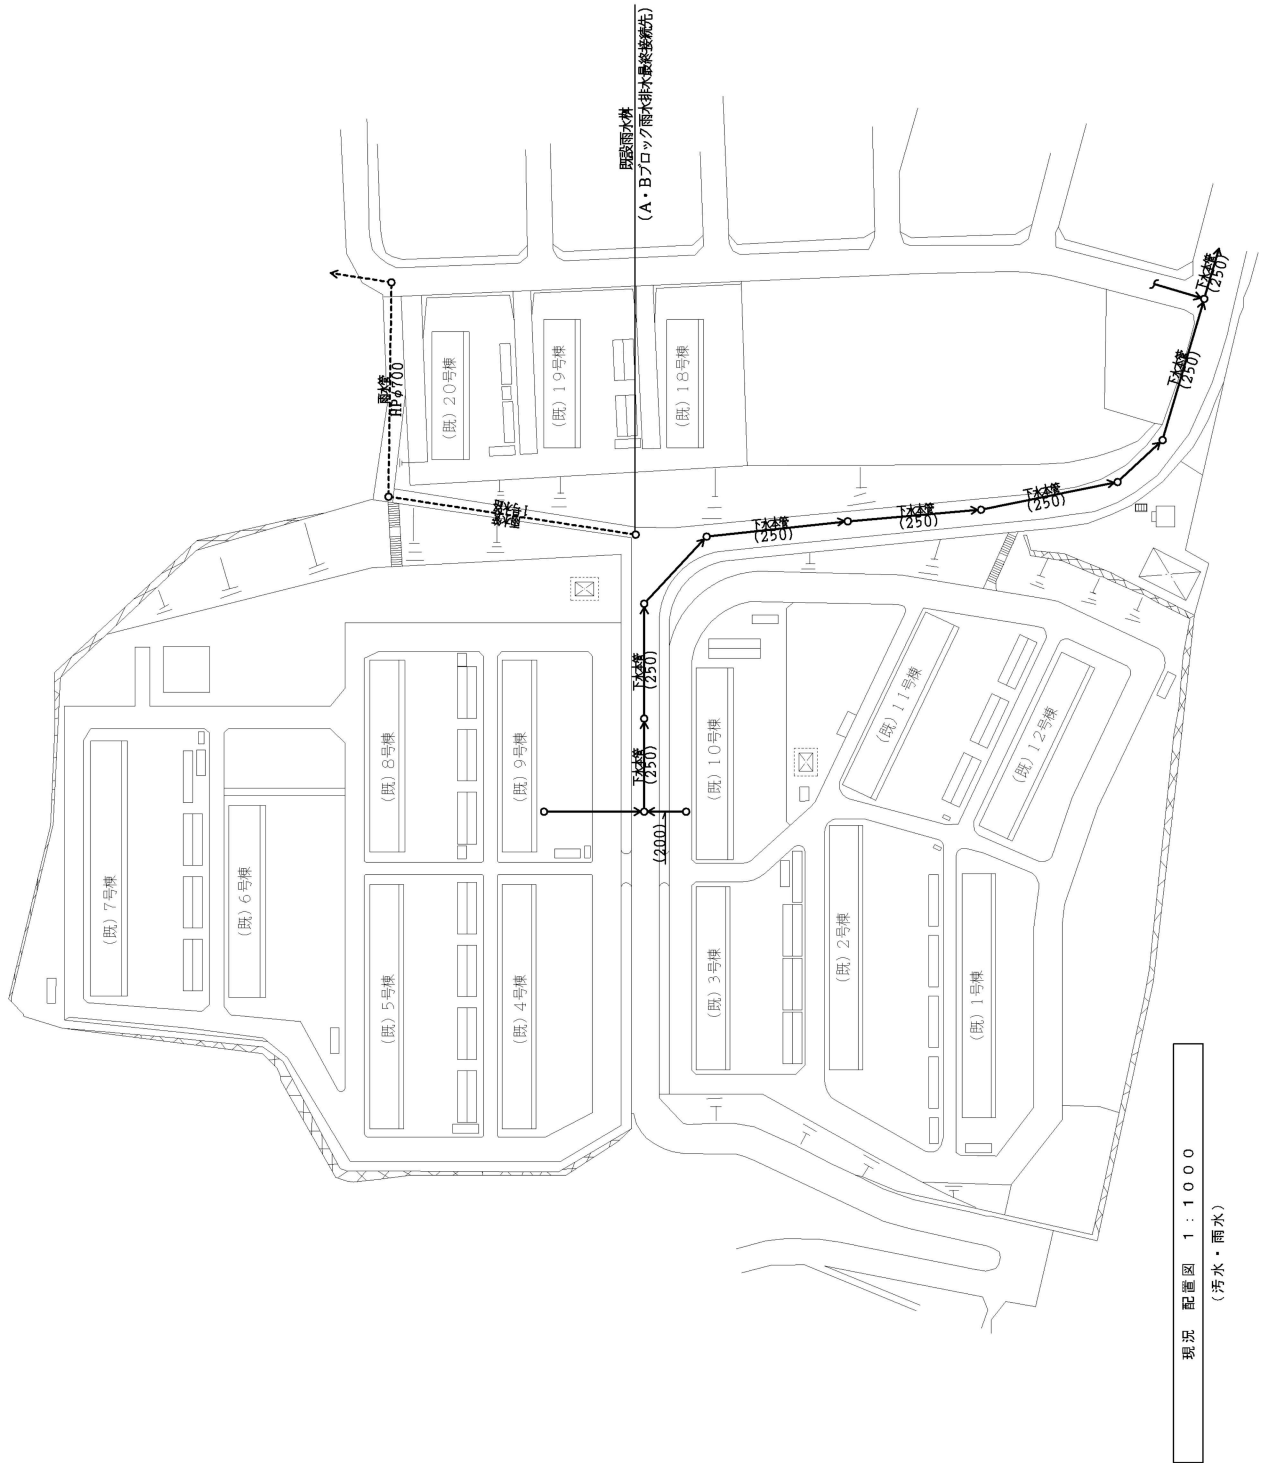 既設雨水桝
(A・Bブロック雨水排水最終接続先)
雨水管
HPφ700
雨水管
(既) 20号棟
(既) 19号棟
(既) 18号棟
下水本管
(250)
下水本管
(250)
下水本管
(250)
下水本管
(250)
下水本管
(250)
下水本管
(250)
下水本管
(250)
(200)
(既) 7号棟
(既) 6号棟
(既) 8号棟
(既) 9号棟
(既) 5号棟
(既) 4号棟
(既) 10号棟
(既) 11号棟
(既) 12号棟
(既) 3号棟
(既) 2号棟
(既) 1号棟
現況 配置図 1:1000
(汚水・雨水)